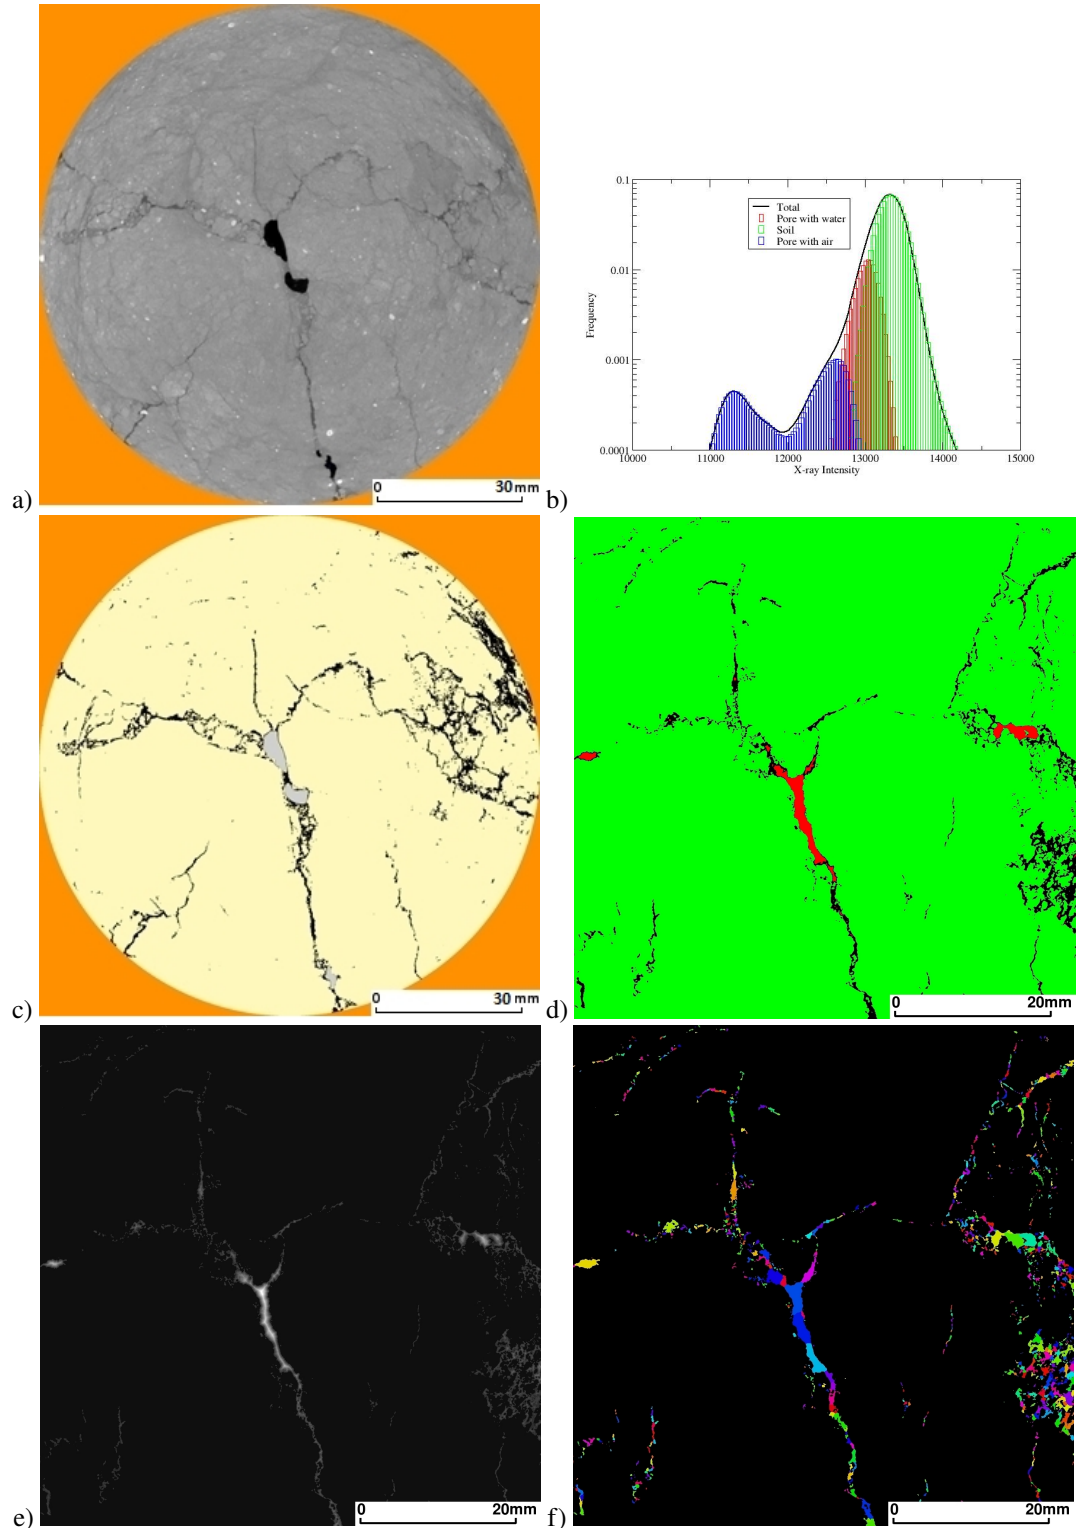 a)
0 30mm
0.1
0.01
0.001
0.0001
Frequency
Total
Pore with water
Soil
Pore with air
10000 11000 12000 13000 14000 15000
X-ray Intensity
b)
c)
0 30mm
d)
0 20mm
e)
0 20mm
f)
0 20mm